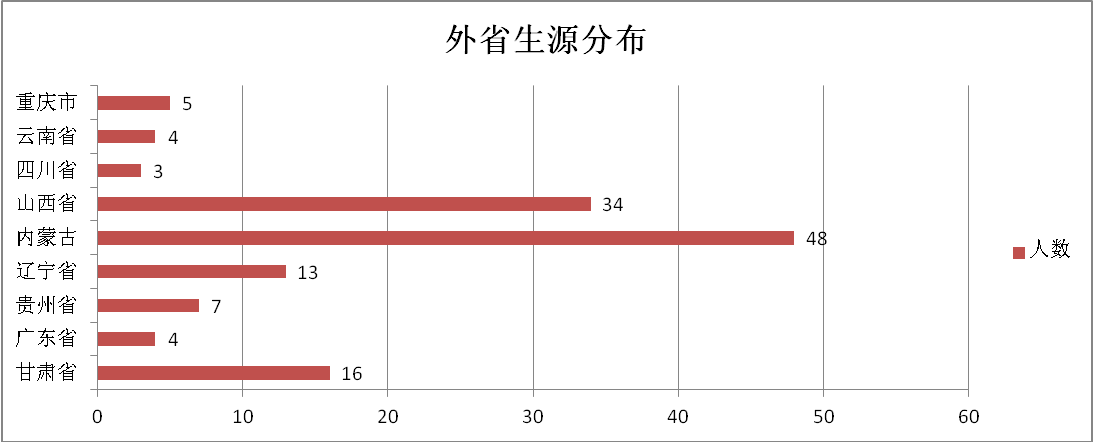 外省生源分布
重庆市 5
云南省 4
四川省 3
山西省 34
内蒙古 48
辽宁省 13
贵州省 7
广东省 4
甘肃省 16
0 10 20 30 40 50 60
人数